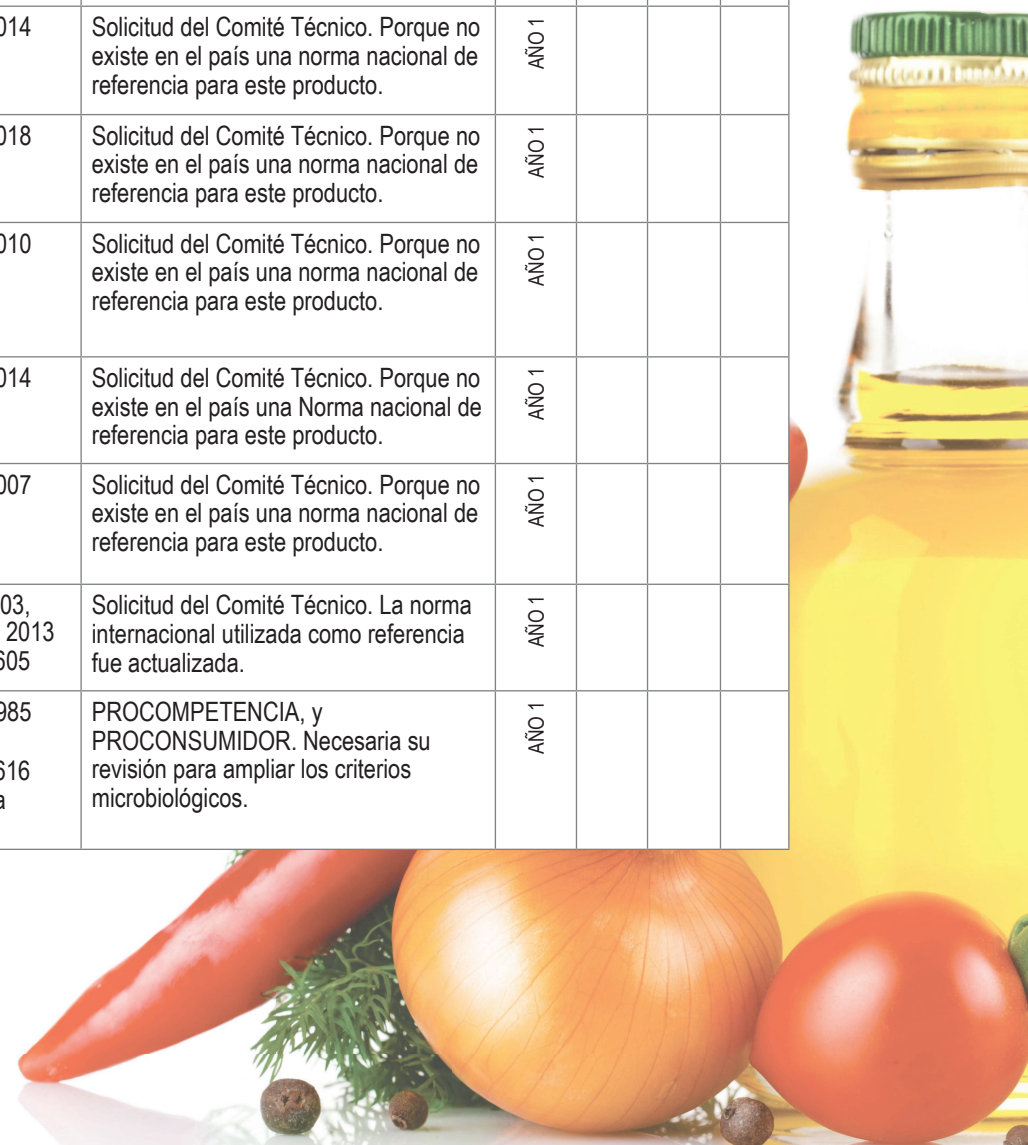 014
Solicitud del Comité Técnico. Porque no
existe en el país una norma nacional de
referencia para este producto.
AÑO 1
018
Solicitud del Comité Técnico. Porque no
existe en el país una norma nacional de
referencia para este producto.
AÑO 1
010
Solicitud del Comité Técnico. Porque no
existe en el país una norma nacional de
referencia para este producto.
AÑO 1
014
Solicitud del Comité Técnico. Porque no
existe en el país una Norma nacional de
referencia para este producto.
AÑO 1
007
Solicitud del Comité Técnico. Porque no
existe en el país una norma nacional de
referencia para este producto.
AÑO 1
03,
2013
605
Solicitud del Comité Técnico. La norma
internacional utilizada como referencia
fue actualizada.
AÑO 1
985
616
a
PROCOMPETENCIA, y
PROCONSUMIDOR. Necesaria su
revisión para ampliar los criterios
microbiológicos.
AÑO 1